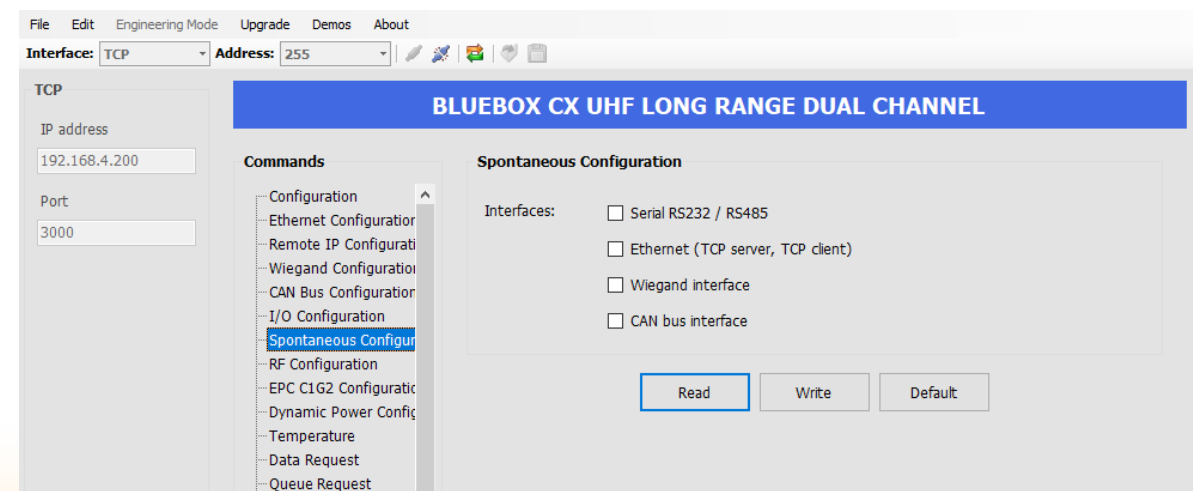 File Edit Engineering Mode Upgrade Demos About
Interface: TCP Address: 255
TCP
IP address
192.168.4.200
Port
3000
BLUEBOX CX UHF LONG RANGE DUAL CHANNEL
Commands
Configuration
Ethernet Configuration
Remote IP Configurati
Wiegand Configuration
CAN Bus Configuration
I/O Configuration
Spontaneous Configur
RF Configuration
EPC C1G2 Configuratic
Dynamic Power Config
Temperature
Data Request
Queue Request
Spontaneous Configuration
Interfaces:
Serial RS232 / RS485
Ethernet (TCP server, TCP client)
Wiegand interface
CAN bus interface
Read Write Default